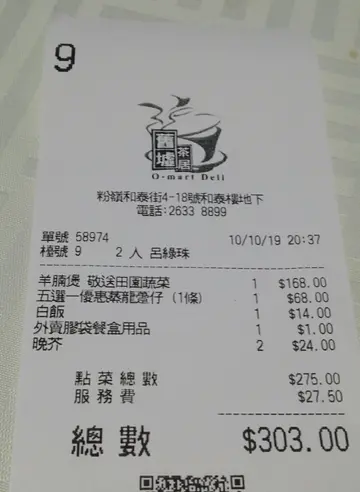 9
舊墟
茶居
O-mart Deli
粉嶺和泰街4-18號和泰樓地下
電話:2633 8899
單號 58974 10/10/19 20:37
檯號 9 2 人 呂綠珠
羊腩煲 敬送田園蔬菜 1 $168.00
五選一優惠蒸龍躉仔 (1條) 1 $68.00
白飯 1 $14.00
外賣膠袋餐盒用品 1 $1.00
晚芥 2 $24.00
點菜總數 $275.00
服務費 $27.50
總數 $303.00